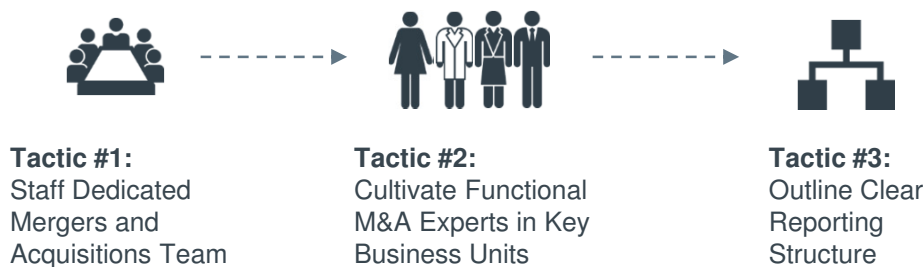 Tactic #1:
Staff Dedicated
Mergers and
Acquisitions Team
Tactic #2:
Cultivate Functional
M&A Experts in Key
Business Units
Tactic #3:
Outline Clear
Reporting
Structure